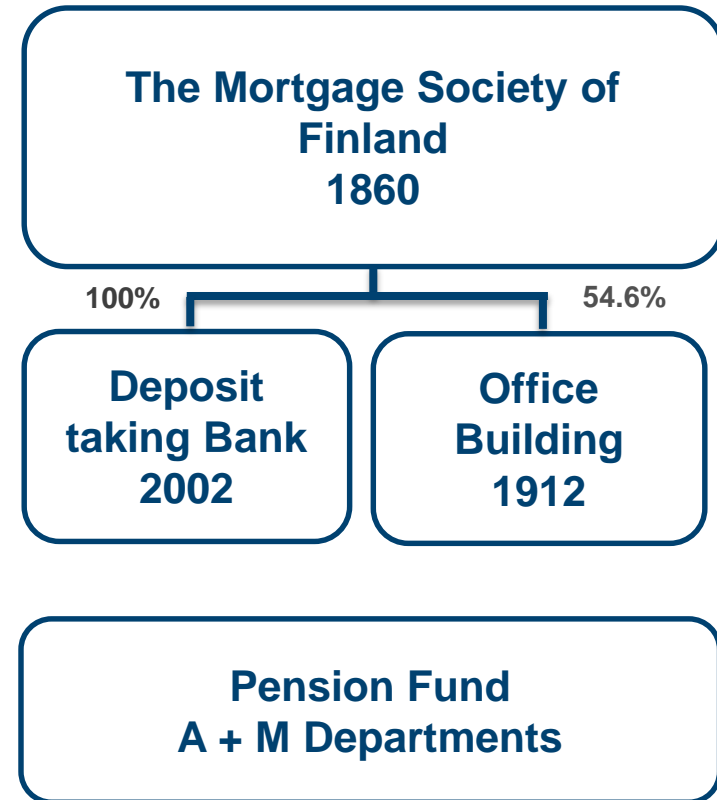 The Mortgage Society of
Finland
1860
100%
54.6%
Deposit
taking Bank
2002
Office
Building
1912
Pension Fund
A + M Departments